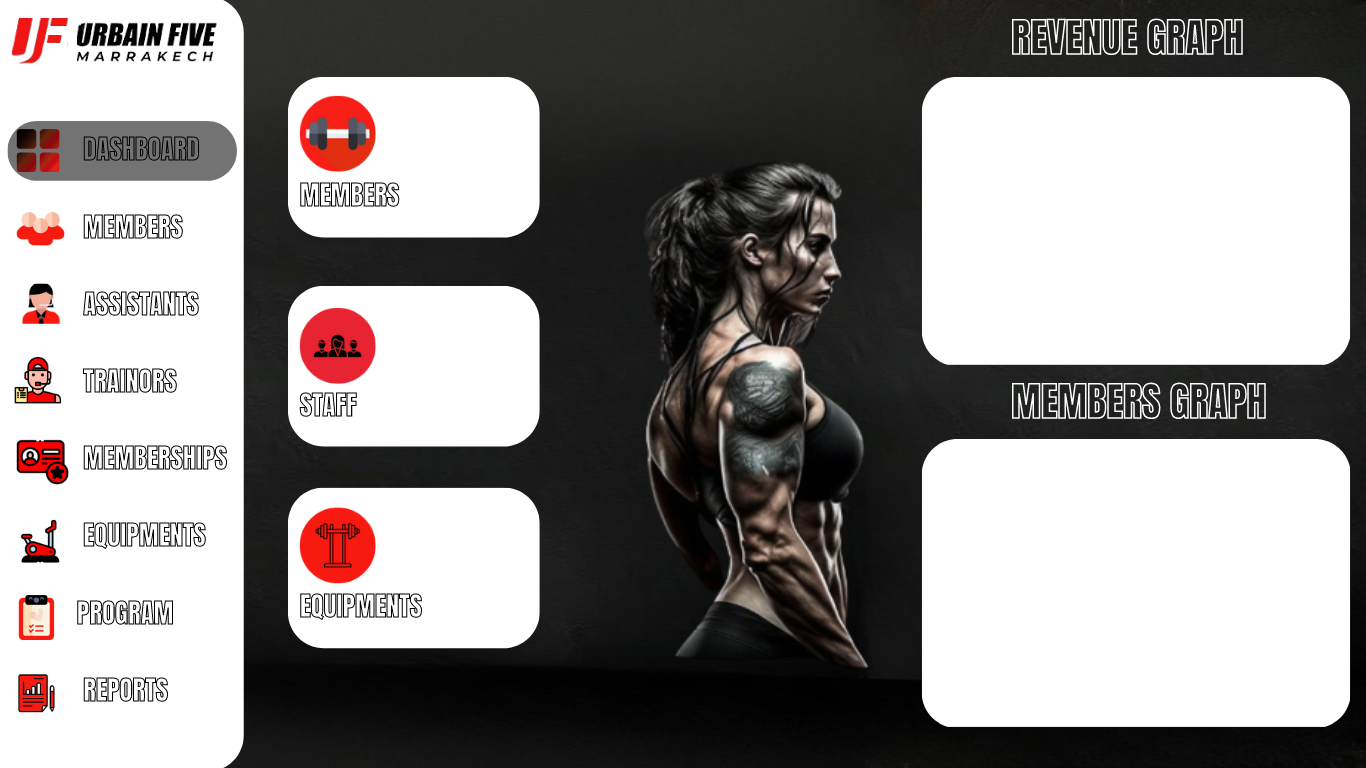 URBAIN FIVE
MARRAKECH
DASHBOARD
MEMBERS
ASSISTANTS
TRAINORS
MEMBERSHIPS
EQUIPMENTS
PROGRAM
REPORTS
MEMBERS
STAFF
EQUIPMENTS
REVENUE GRAPH
MEMBERS GRAPH